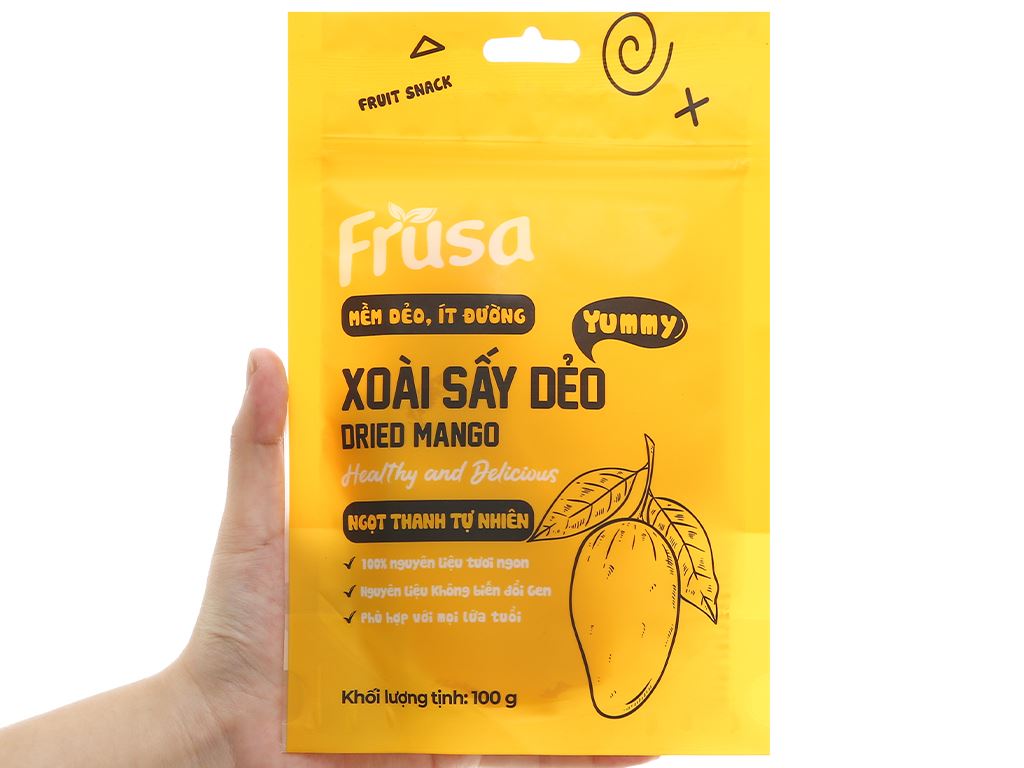 FRUIT SNACK
Frusa
MỀM DẺO, ÍT ĐƯỜNG
YUMMY
XOÀI SẤY DẺO
DRIED MANGO
Healthy and Delicious
NGỌT THANH TỰ NHIÊN
✓ 100% nguyên liệu tươi ngon
✓ Nguyên liệu không biến đổi Gen
✓ Phù hợp với mọi lứa tuổi
Khối lượng tịnh: 100 g